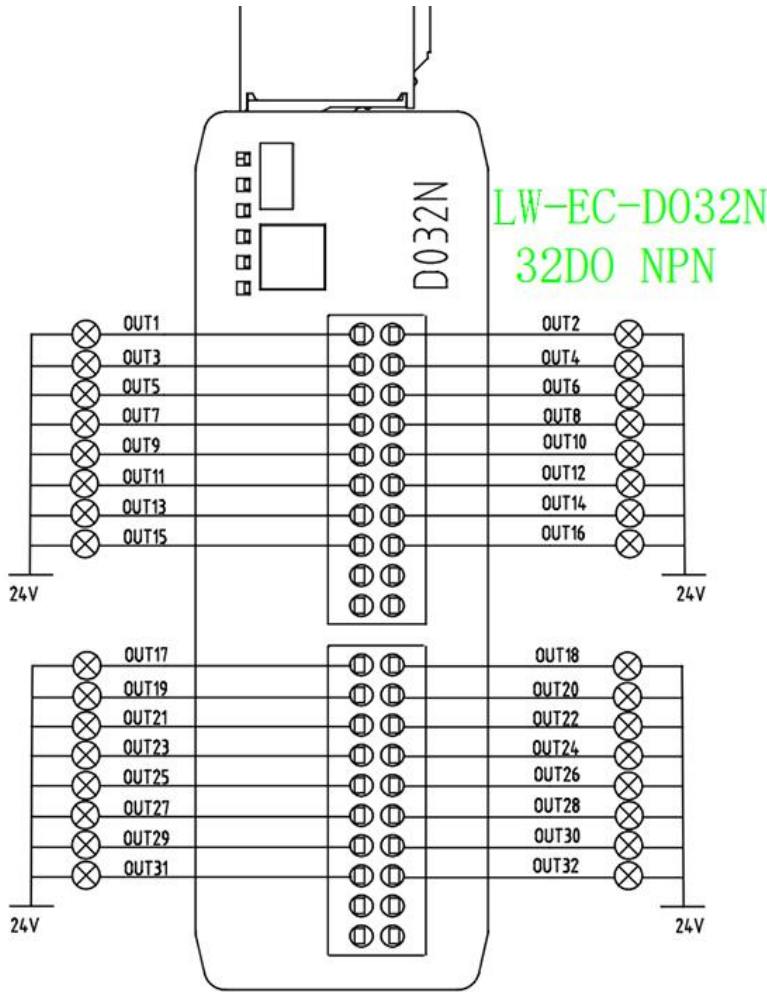 D032N
LW-EC-D032N
32DO NPN
OUT1 OUT2
OUT3 OUT4
OUT5 OUT6
OUT7 OUT8
OUT9 OUT10
OUT11 OUT12
OUT13 OUT14
OUT15 OUT16
24V 24V
OUT17 OUT18
OUT19 OUT20
OUT21 OUT22
OUT23 OUT24
OUT25 OUT26
OUT27 OUT28
OUT29 OUT30
OUT31 OUT32
24V 24V